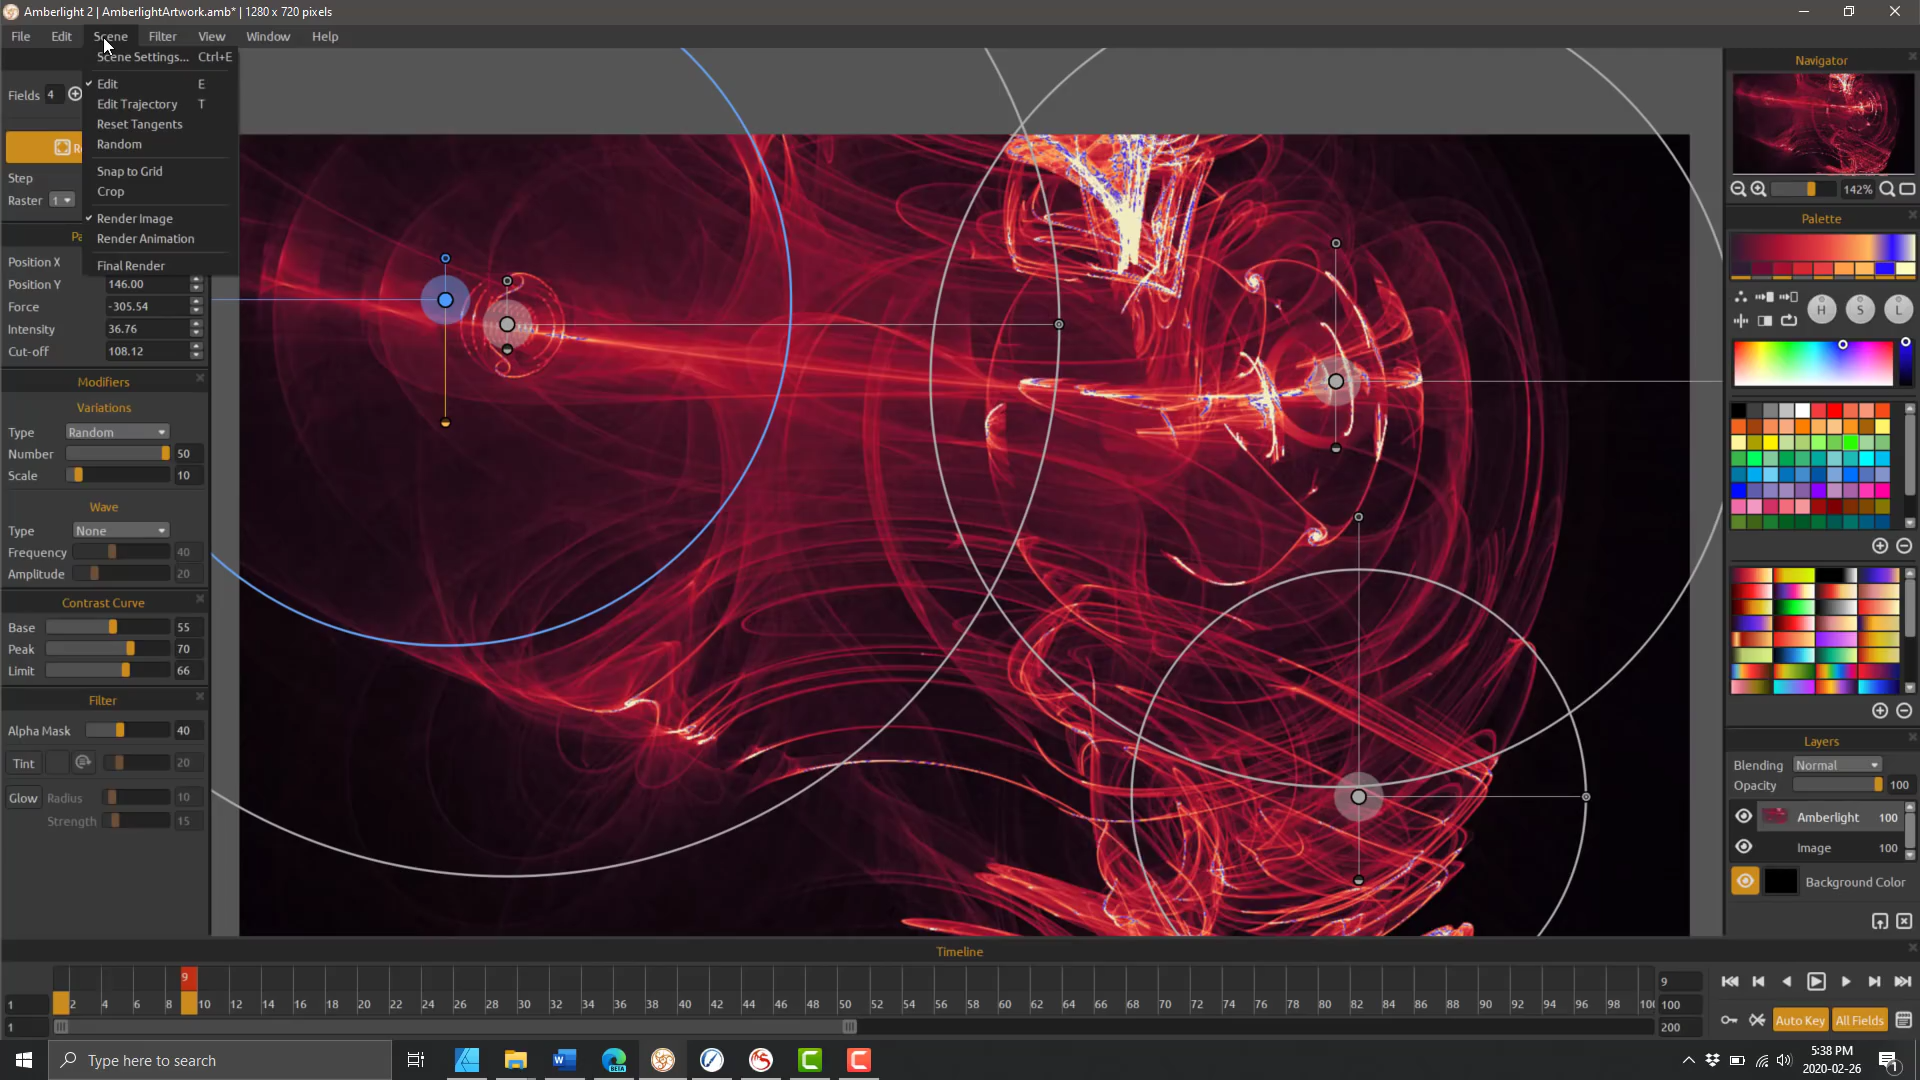 Amberlight 2 | AmberlightArtwork.amb* | 1280 x 720 pixels
File Edit Scene Filter View Window Help
Scene Settings... Ctrl+E
Edit E
Edit Trajectory T
Reset Tangents
Random
Snap to Grid
Crop
Render Image
Render Animation
Final Render
Fields 4
Step
Raster 1
Position X
Position Y 146.00
Force -305.54
Intensity 36.76
Cut-off 108.12
Modifiers
Variations
Type Random
Number 50
Scale 10
Wave
Type None
Frequency 40
Amplitude 20
Contrast Curve
Base 55
Peak 70
Limit 66
Filter
Alpha Mask 40
Tint 20
Glow Radius 10
Strength 15
Navigator
142%
Palette
H S L
Layers
Blending Normal
Opacity 100
Amberlight 100
Image 100
Background Color
Timeline
9
9
1 2 4 6 8 10 12 14 16 18 20 22 24 26 28 30 32 34 36 38 40 42 44 46 48 50 52 54 56 58 60 62 64 66 68 70 72 74 76 78 80 82 84 86 88 90 92 94 96 98 100
1 200
Auto Key All Fields
Type here to search
5:38 PM
2020-02-26
1